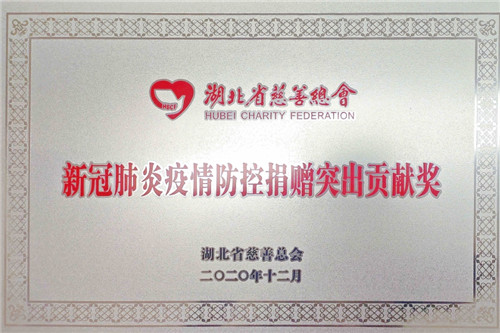 湖北省慈善總會
HUBEI CHARITY FEDERATION
HBCF
新冠肺炎疫情防控捐赠突出贡献奖
湖北省慈善总会
二〇二〇年十二月